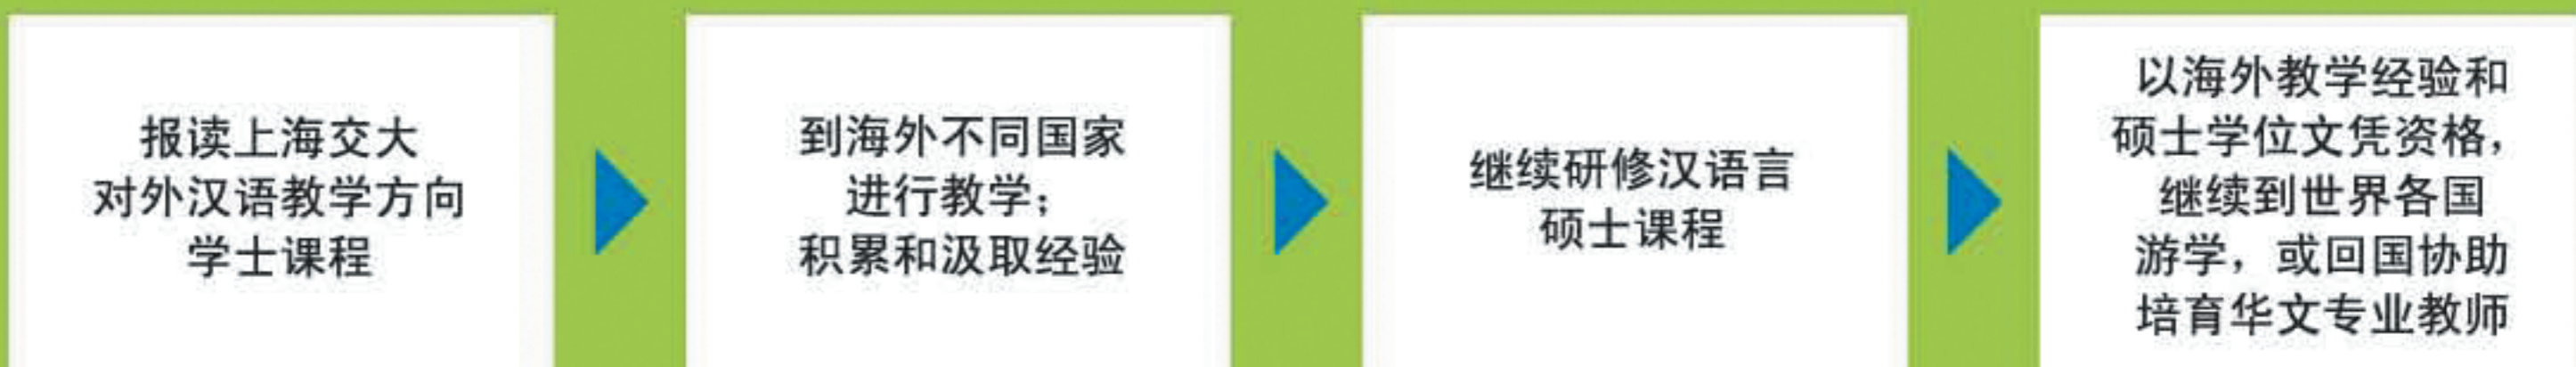 报读上海交大
对外汉语教学方向
学士课程
到海外不同国家
进行教学；
积累和汲取经验
继续研修汉语言
硕士课程
以海外教学经验和
硕士学位文凭资格，
继续到世界各国
游学，或回国协助
培育华文专业教师